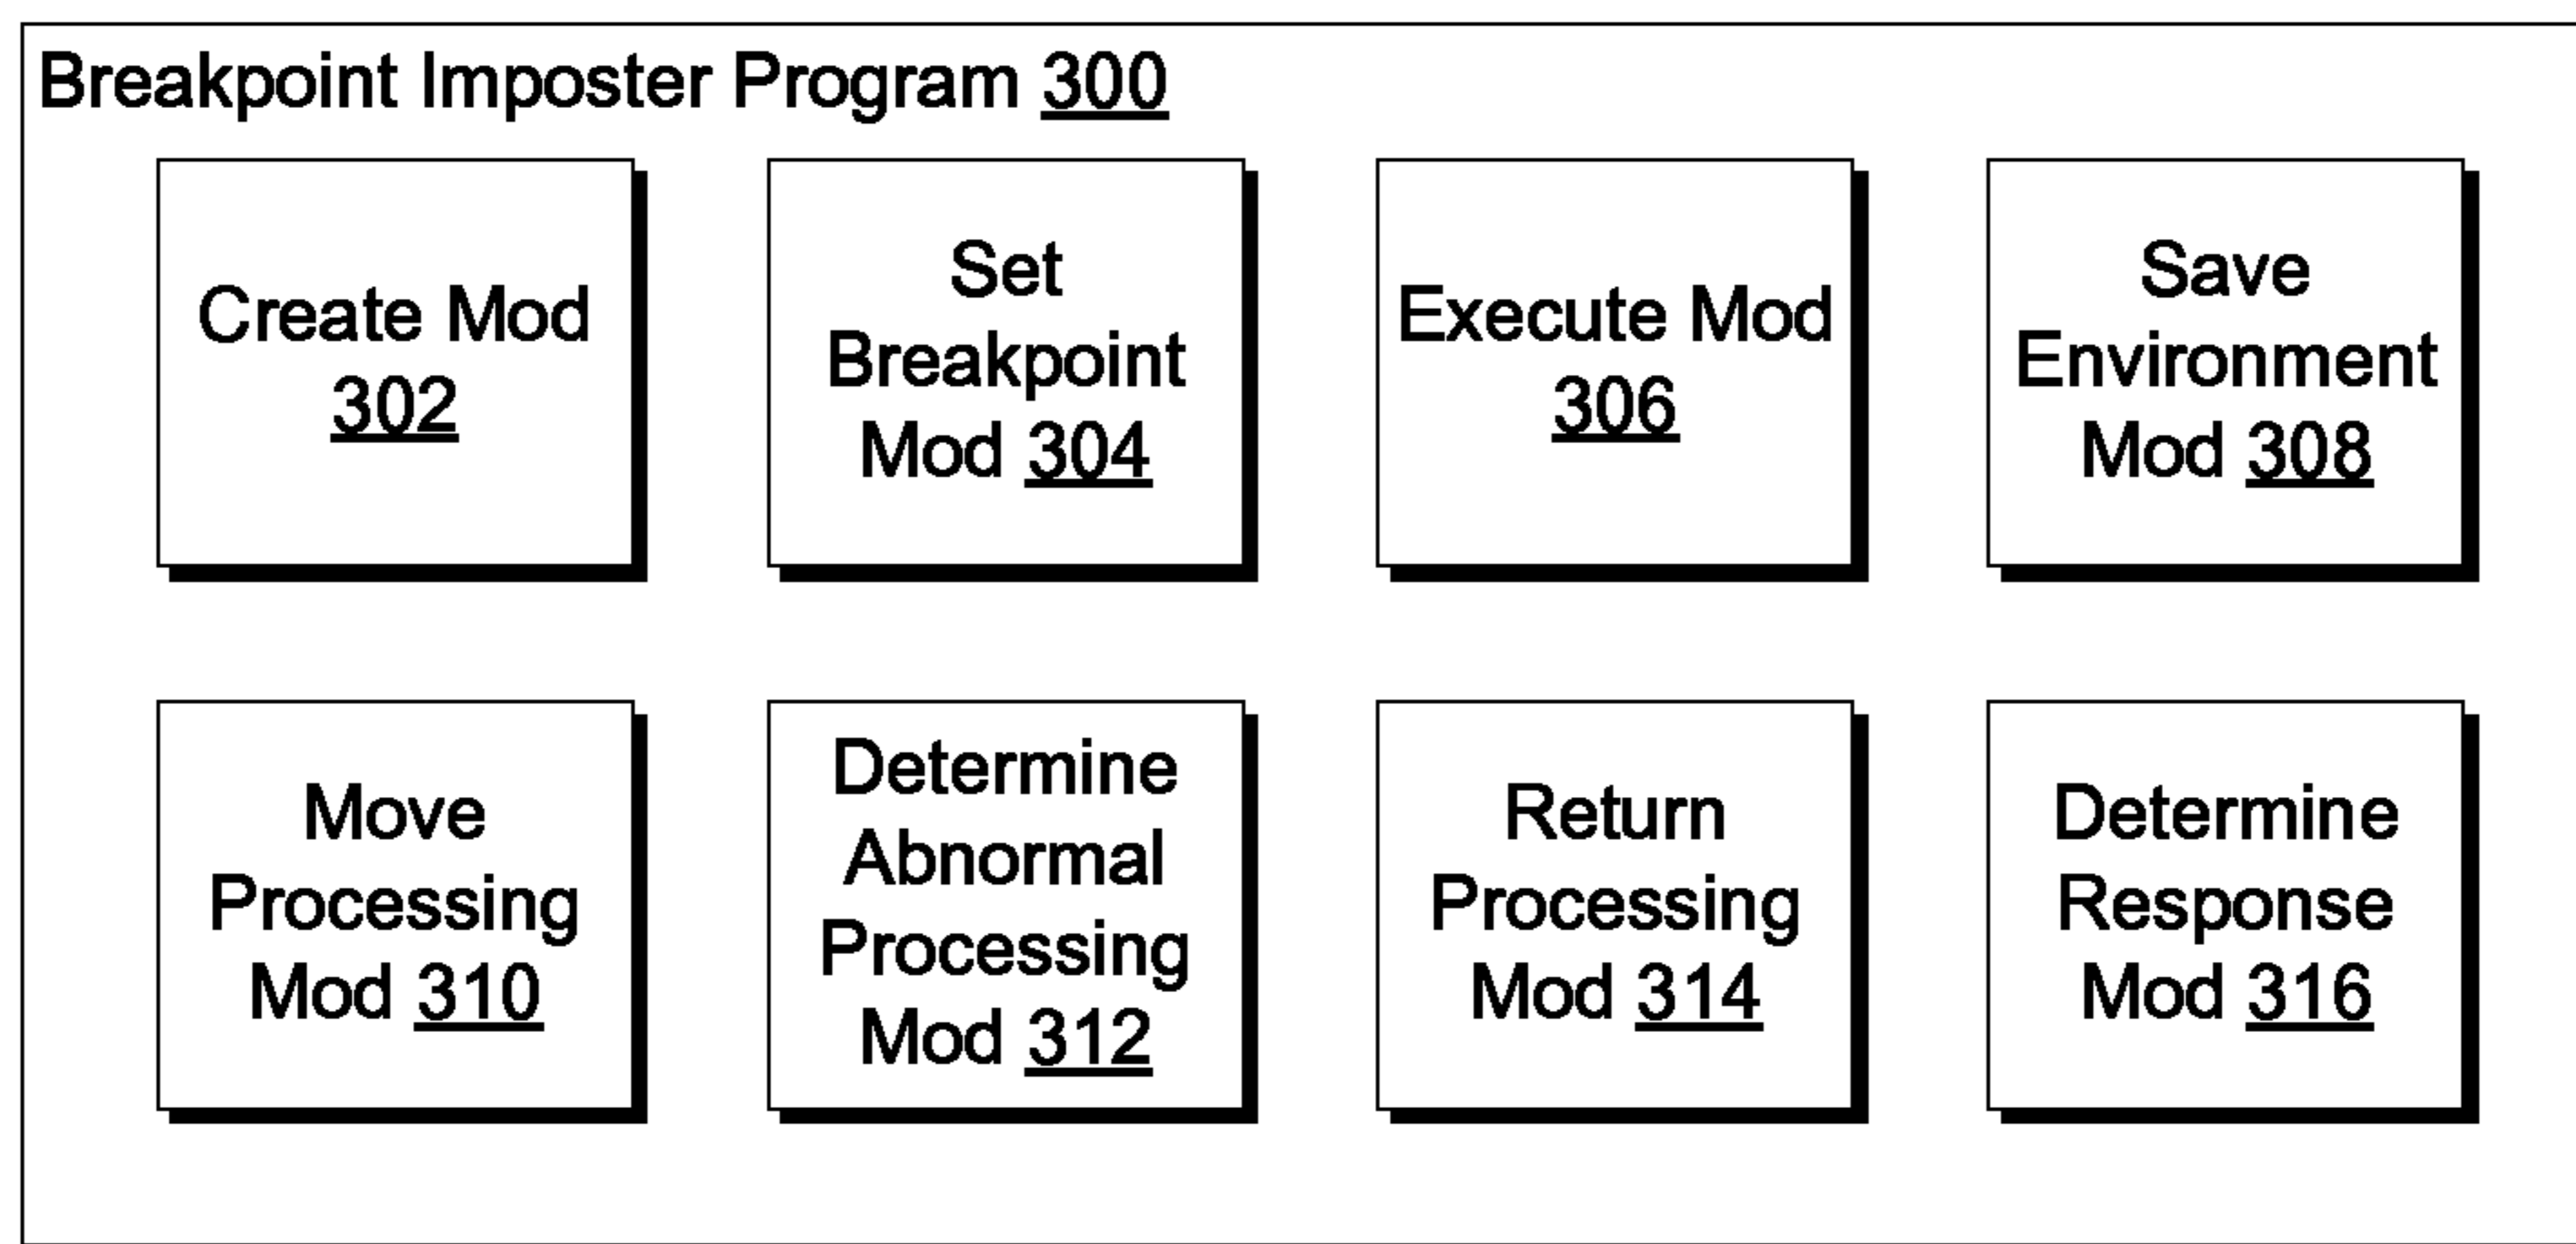 Breakpoint Imposter Program 300
Create Mod
302
Set
Breakpoint
Mod 304
Execute Mod
306
Save
Environment
Mod 308
Move
Processing
Mod 310
Determine
Abnormal
Processing
Mod 312
Return
Processing
Mod 314
Determine
Response
Mod 316